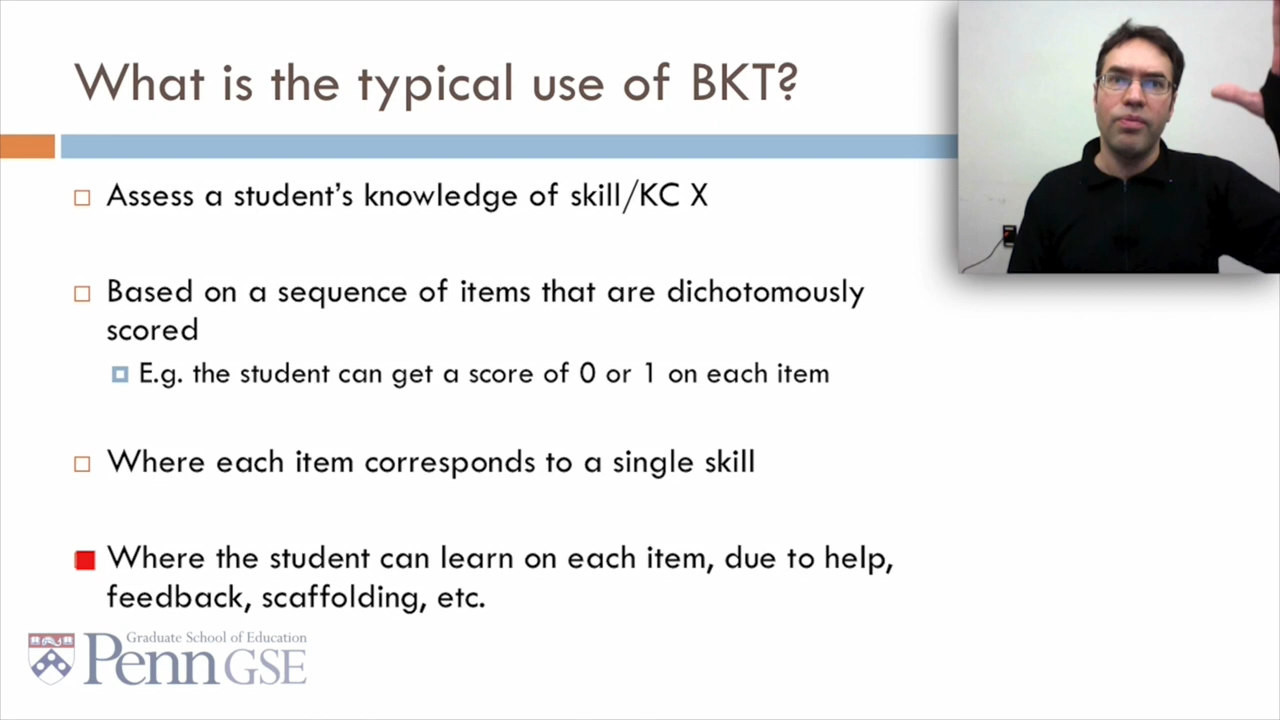 What is the typical use of BKT?
Assess a student's knowledge of skill/KC X
Based on a sequence of items that are dichotomously
scored
E.g. the student can get a score of 0 or 1 on each item
Where each item corresponds to a single skill
Where the student can learn on each item, due to help,
feedback, scaffolding, etc.
Graduate School of Education
Penn GSE